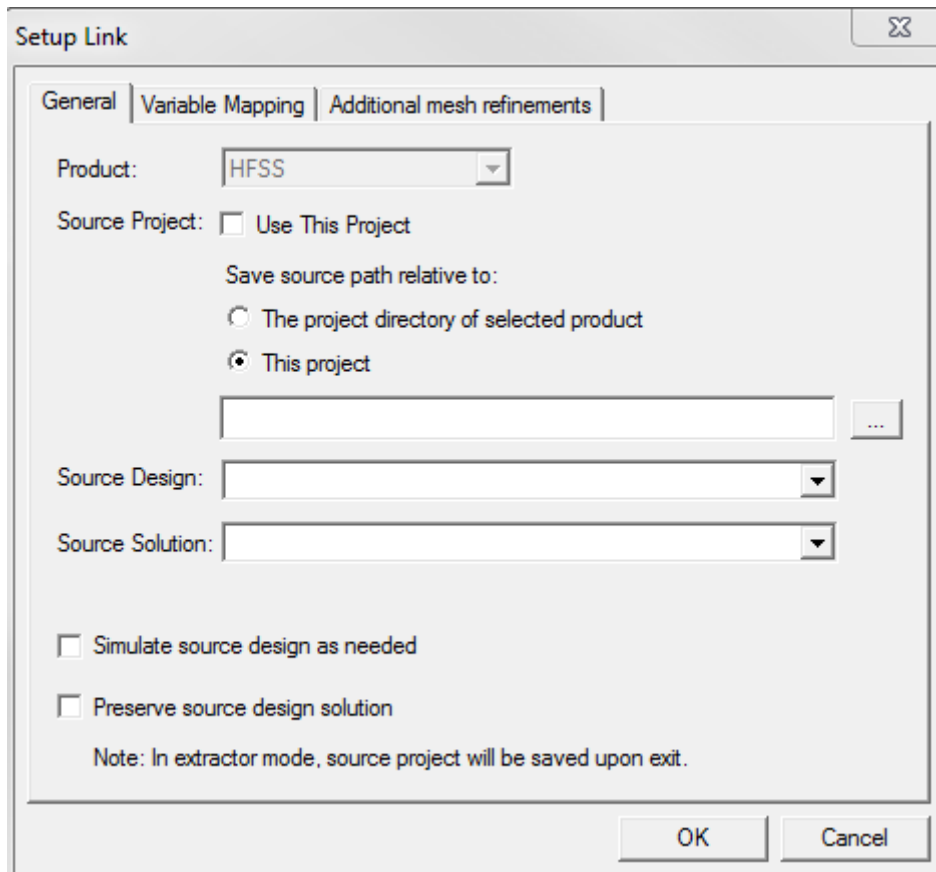 Setup Link
General Variable Mapping Additional mesh refinements
Product: HFSS
Source Project: Use This Project
Save source path relative to:
The project directory of selected product
This project
...
Source Design:
Source Solution:
Simulate source design as needed
Preserve source design solution
Note: In extractor mode, source project will be saved upon exit.
OK Cancel